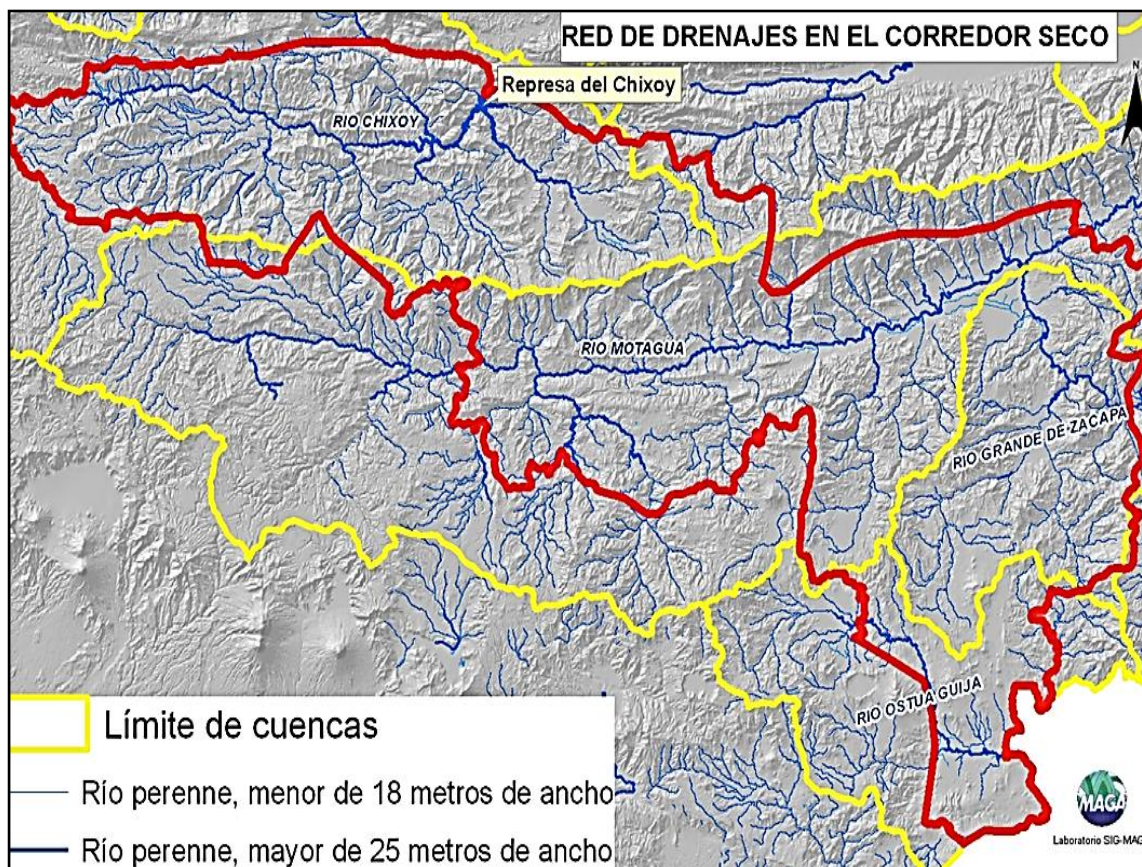 RED DE DRENAJES EN EL CORREDOR SECO
Represa del Chixoy
N
RIO CHIXOY
RIO MOTAGUA
RIO GRANDE DE ZACAPA
RIO OSTUA GUIJA
Límite de cuencas
Río perenne, menor de 18 metros de ancho
Río perenne, mayor de 25 metros de ancho
MAGA
Laboratorio SIG-MAGA